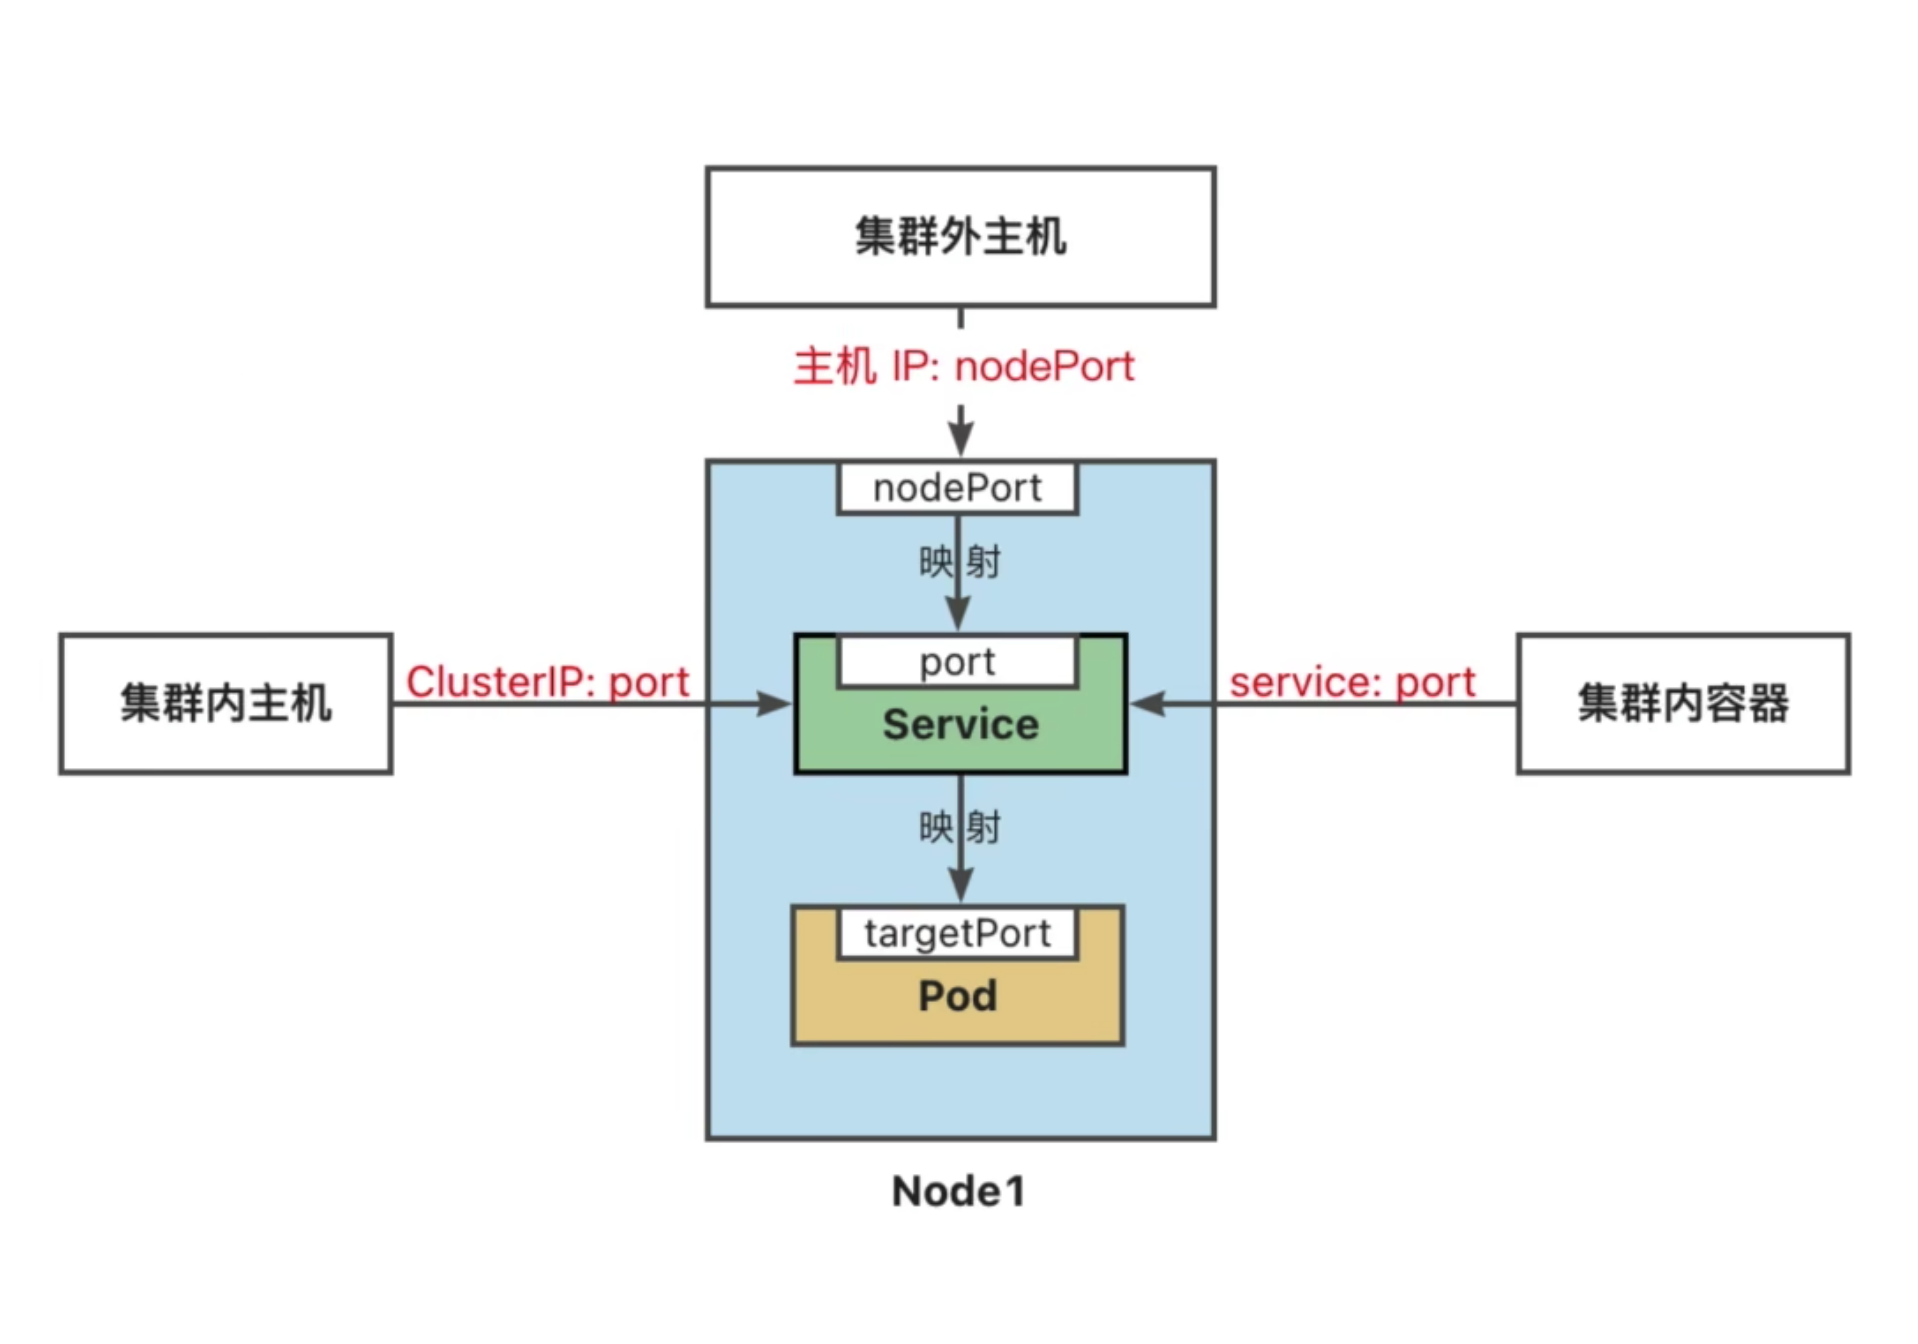 集群外主机
主机 IP: nodePort
nodePort
映射
集群内主机
ClusterIP: port
port
Service
service: port
集群内容器
映射
targetPort
Pod
Node1